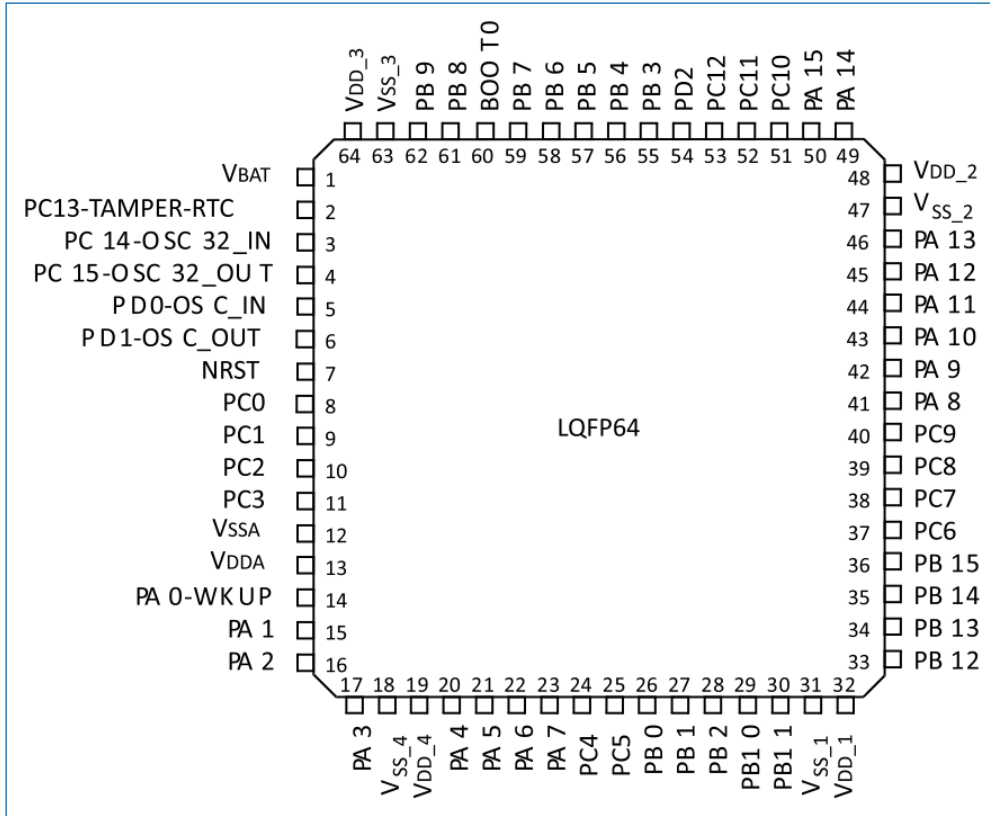 VDD_3
VSS_3
PB 9
PB 8
BOO T0
PB 7
PB 6
PB 5
PB 4
PB 3
PD2
PC12
PC11
PC10
PA 15
PA 14
64 63 62 61 60 59 58 57 56 55 54 53 52 51 50 49
VBAT 1
PC13-TAMPER-RTC 2
PC 14-O SC 32_IN 3
PC 15-O SC 32_OU T 4
P D0-OS C_IN 5
P D1-OS C_OUT 6
NRST 7
PC0 8
PC1 9
PC2 10
PC3 11
VSSA 12
VDDA 13
PA 0-WK UP 14
PA 1 15
PA 2 16
LQFP64
48 VDD_2
47 VSS_2
46 PA 13
45 PA 12
44 PA 11
43 PA 10
42 PA 9
41 PA 8
40 PC9
39 PC8
38 PC7
37 PC6
36 PB 15
35 PB 14
34 PB 13
33 PB 12
17 18 19 20 21 22 23 24 25 26 27 28 29 30 31 32
PA 3
VSS_4
VDD_4
PA 4
PA 5
PA 6
PA 7
PC4
PC5
PB 0
PB 1
PB 2
PB1 0
PB1 1
VSS_1
VDD_1